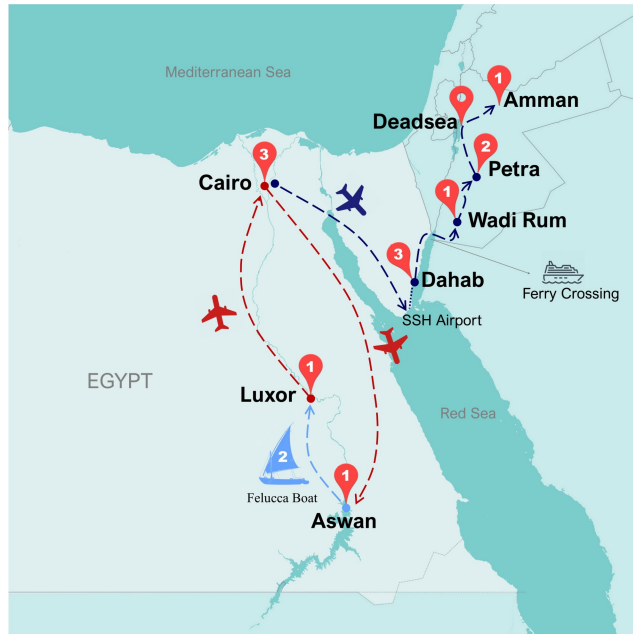 Mediterranean Sea
1
Amman
Deadsea
2
Petra
3
Cairo
1
Wadi Rum
3
Dahab
Ferry Crossing
SSH Airport
EGYPT
1
Luxor
Red Sea
2
Felucca Boat
1
Aswan